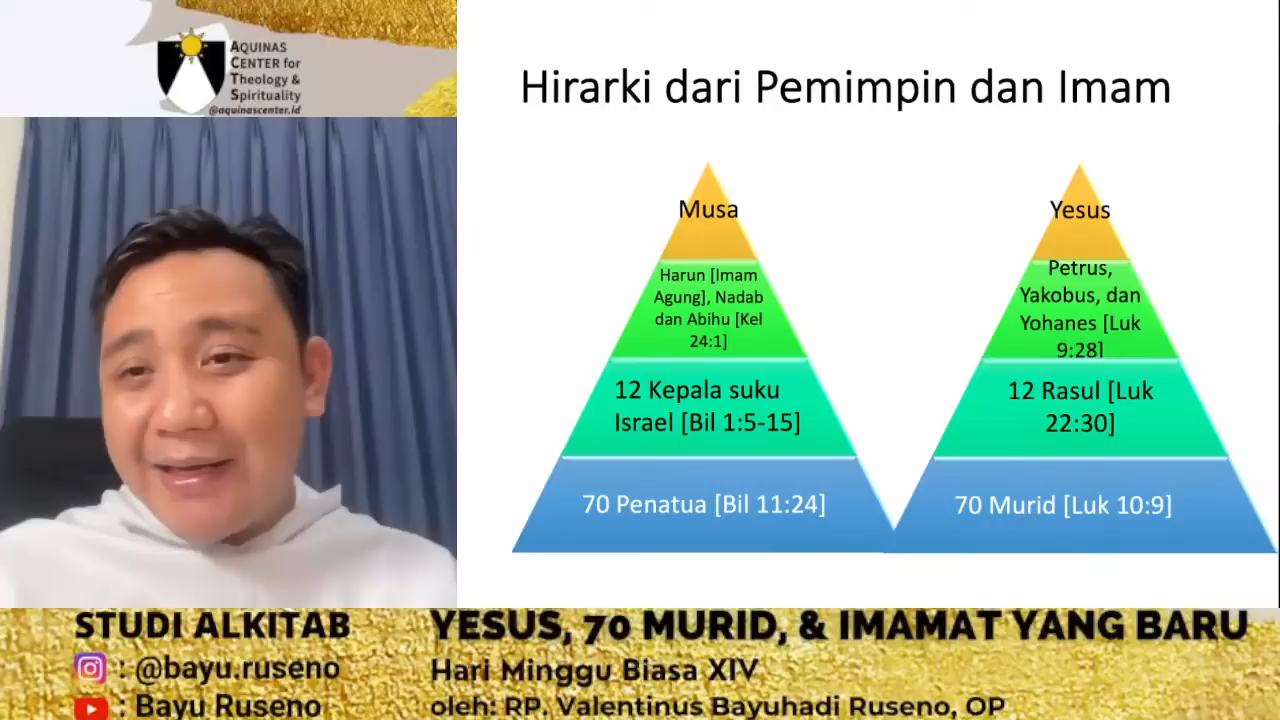 AQUINAS
CENTER for
Theology &
Spirituality
@aquinascenter.id
Hirarki dari Pemimpin dan Imam
Musa
Harun [Imam
Agung], Nadab
dan Abihu [Kel
24:1]
12 Kepala suku
Israel [Bil 1:5-15]
70 Penatua [Bil 11:24]
Yesus
Petrus,
Yakobus, dan
Yohanes [Luk
9:28]
12 Rasul [Luk
22:30]
70 Murid [Luk 10:9]
STUDI ALKITAB
: @bayu.ruseno
: Bayu Ruseno
YESUS, 70 MURID, & IMAMAT YANG BARU
Hari Minggu Biasa XIV
oleh: RP. Valentinus Bayuhadi Ruseno, OP